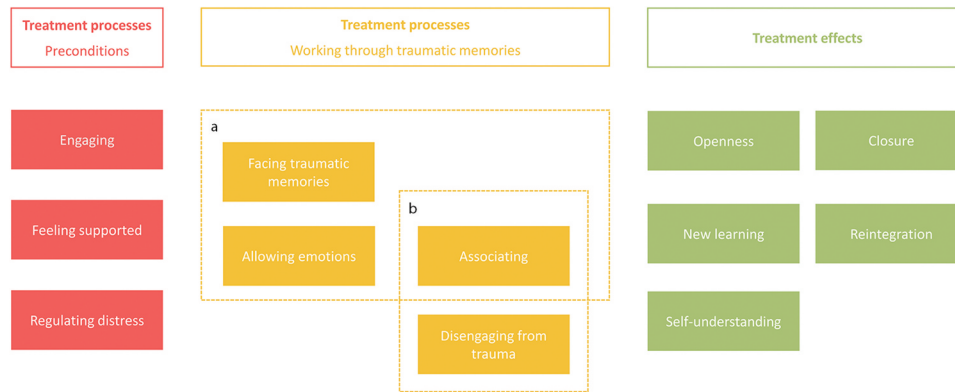 Treatment processes
Preconditions
Treatment processes
Working through traumatic memories
Treatment effects
Engaging
Feeling supported
Regulating distress
a
Facing traumatic
memories
Allowing emotions
b
Associating
Disengaging from
trauma
Openness
Closure
New learning
Reintegration
Self-understanding